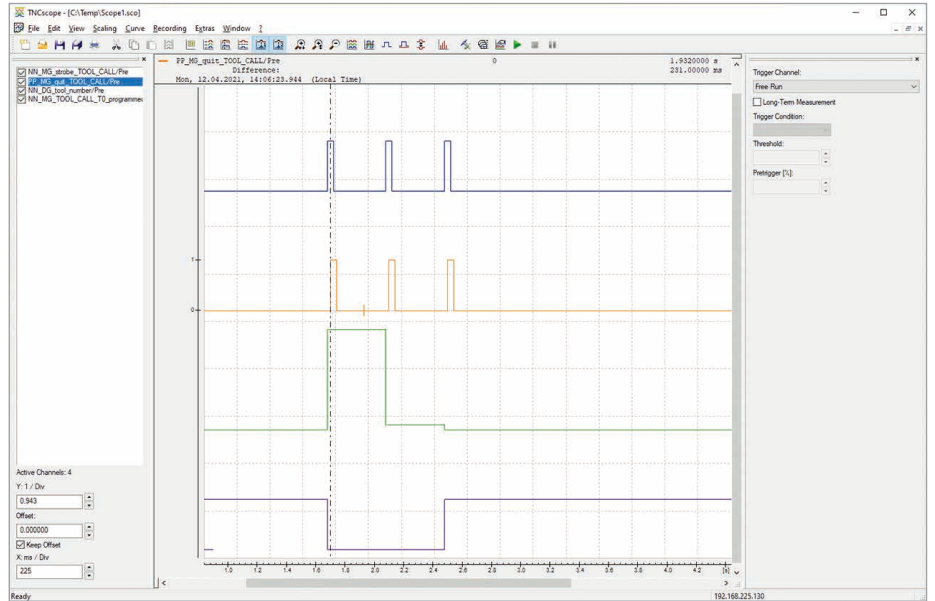 TNCscope - [C:\Temp\Scope1.sco]
File Edit View Scaling Curve Recording Extras Window ?
PP_MG_quit_TOOL_CALL/Pre 0 1.9320000 s
Difference: 231.00000 ms
Mon, 12.04.2021, 14:06:23.944 (Local Time)
NN_MG_strobe_TOOL_CALL/Pre
PP_MG_quit_TOOL_CALL/Pre
NN_DG_tool_number/Pre
NN_MG_TOOL_CALL_T0_programmed
Active Channels: 4
Y: 1 / Div
0.943
Offset:
0.000000
Keep Offset
X: ms / Div
225
1
0
1.0 1.2 1.4 1.6 1.8 2.0 2.2 2.4 2.6 2.8 3.0 3.2 3.4 3.6 3.8 4.0 4.2 [s]
Trigger Channel:
Free Run
Long-Term Measurement
Trigger Condition:
Threshold:
Pretrigger [%]:
Ready
192.168.225.130